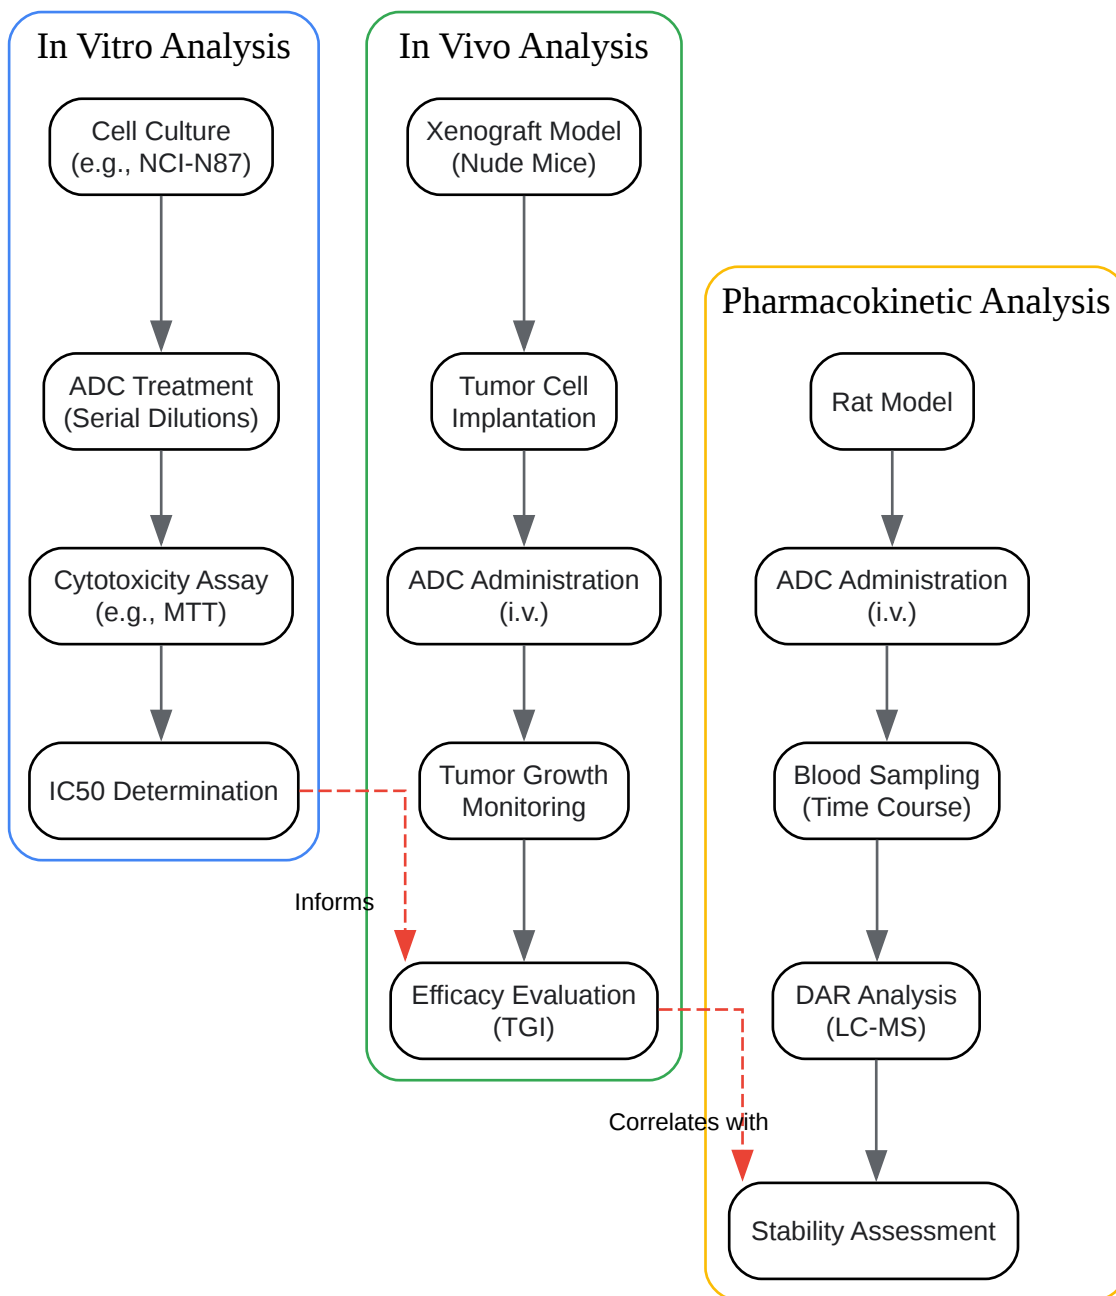 In Vitro Analysis
Cell Culture
(e.g., NCI-N87)
ADC Treatment
(Serial Dilutions)
Cytotoxicity Assay
(e.g., MTT)
IC50 Determination
Informs
In Vivo Analysis
Xenograft Model
(Nude Mice)
Tumor Cell
Implantation
ADC Administration
(i.v.)
Tumor Growth
Monitoring
Efficacy Evaluation
(TGI)
Correlates with
Pharmacokinetic Analysis
Rat Model
ADC Administration
(i.v.)
Blood Sampling
(Time Course)
DAR Analysis
(LC-MS)
Stability Assessment